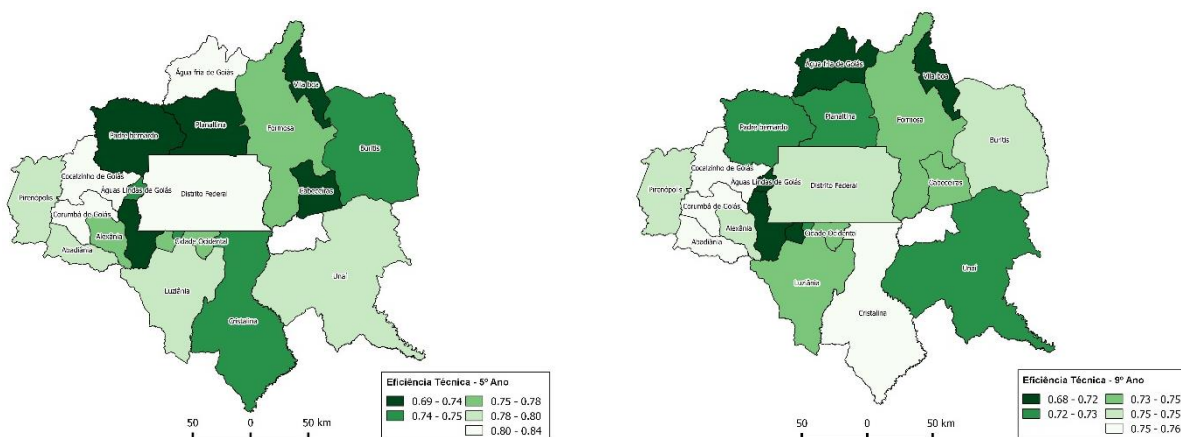 Água fria de Goiás
Vila boa
Padre bernardo
Planaltina
Formosa
Buritis
Cocalzinho de Goiás
Pirenópolis
Águas Lindas de Goiás
Distrito Federal
Cabeceiras
Corumbá de Goiás
Alexânia
Abadiânia
Cidade Ocidental
Luziânia
Unaí
Cristalina
Eficiência Técnica - 5º Ano
0.69 - 0.74
0.75 - 0.78
0.74 - 0.75
0.78 - 0.80
0.80 - 0.84
50 0 50 km
Água fria de Goiás
Vila boa
Padre bernardo
Planaltina
Formosa
Buritis
Cocalzinho de Goiás
Pirenópolis
Águas Lindas de Goiás
Distrito Federal
Cabeceiras
Corumbá de Goiás
Alexânia
Abadiânia
Cidade Ocidental
Luziânia
Unaí
Cristalina
Eficiência Técnica - 9º Ano
0.68 - 0.72
0.73 - 0.75
0.72 - 0.73
0.75 - 0.75
0.75 - 0.76
50 0 50 km